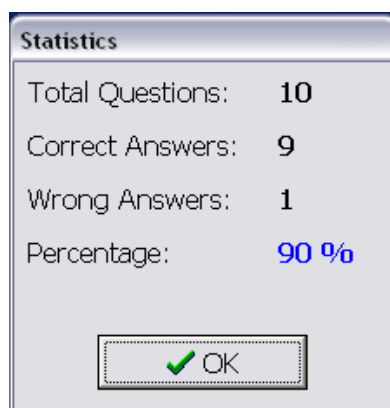 Statistics
Total Questions: 10
Correct Answers: 9
Wrong Answers: 1
Percentage: 90 %
OK